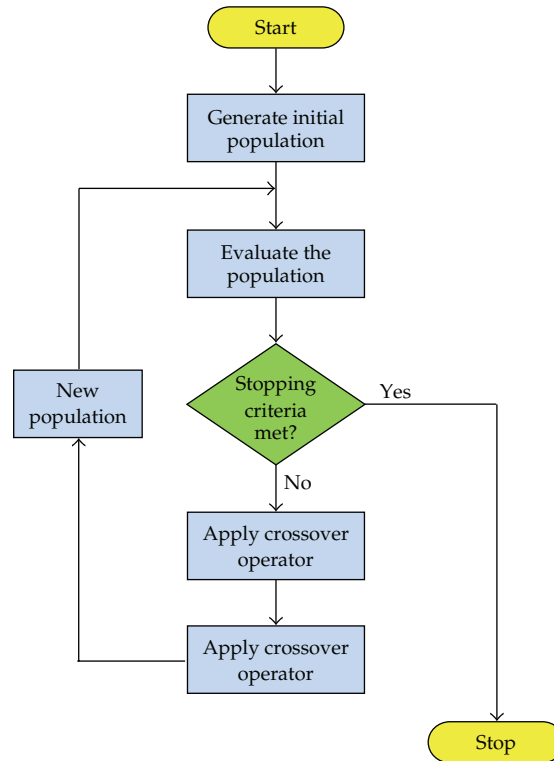 Start
Generate initial
population
Evaluate the
population
Stopping
criteria
met?
Yes
No
New
population
Apply crossover
operator
Apply crossover
operator
Stop